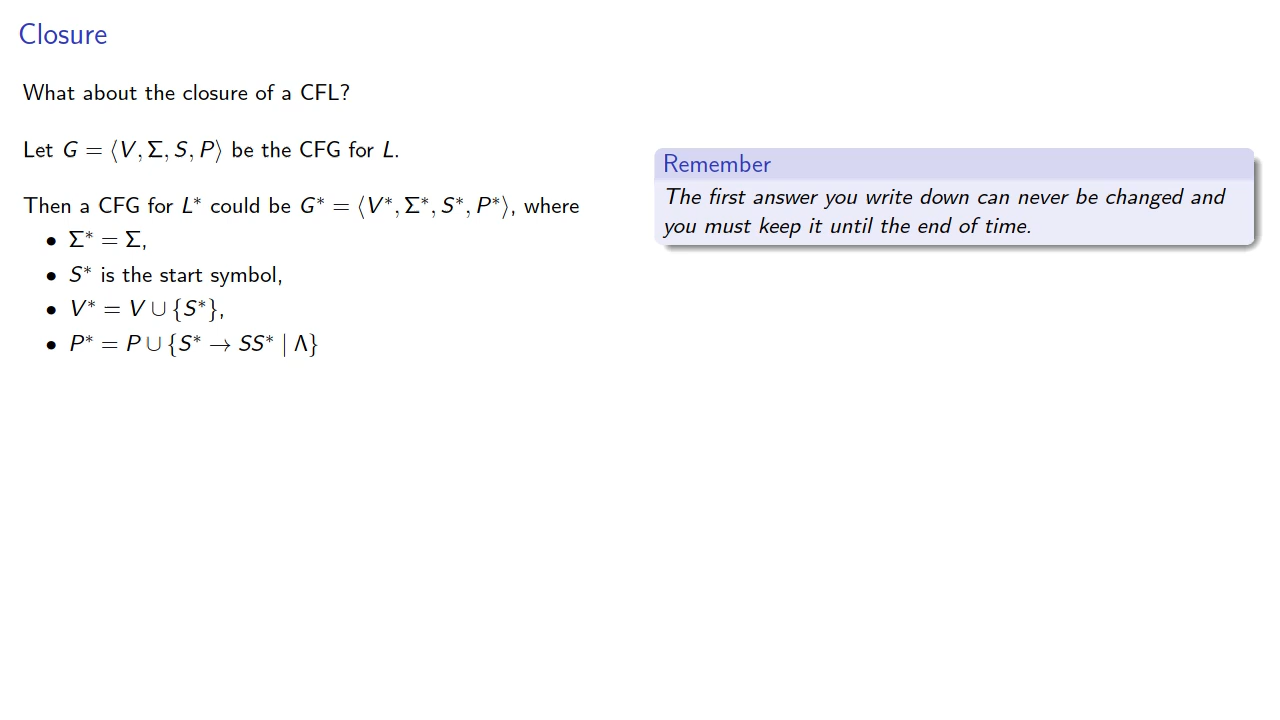 Closure
What about the closure of a CFL?
Let G = ⟨V, Σ, S, P⟩ be the CFG for L.
Then a CFG for L* could be G* = ⟨V*, Σ*, S*, P*⟩, where
• Σ* = Σ,
• S* is the start symbol,
• V* = V ∪ {S*},
• P* = P ∪ {S* → SS* | Λ}
Remember
The first answer you write down can never be changed and
you must keep it until the end of time.